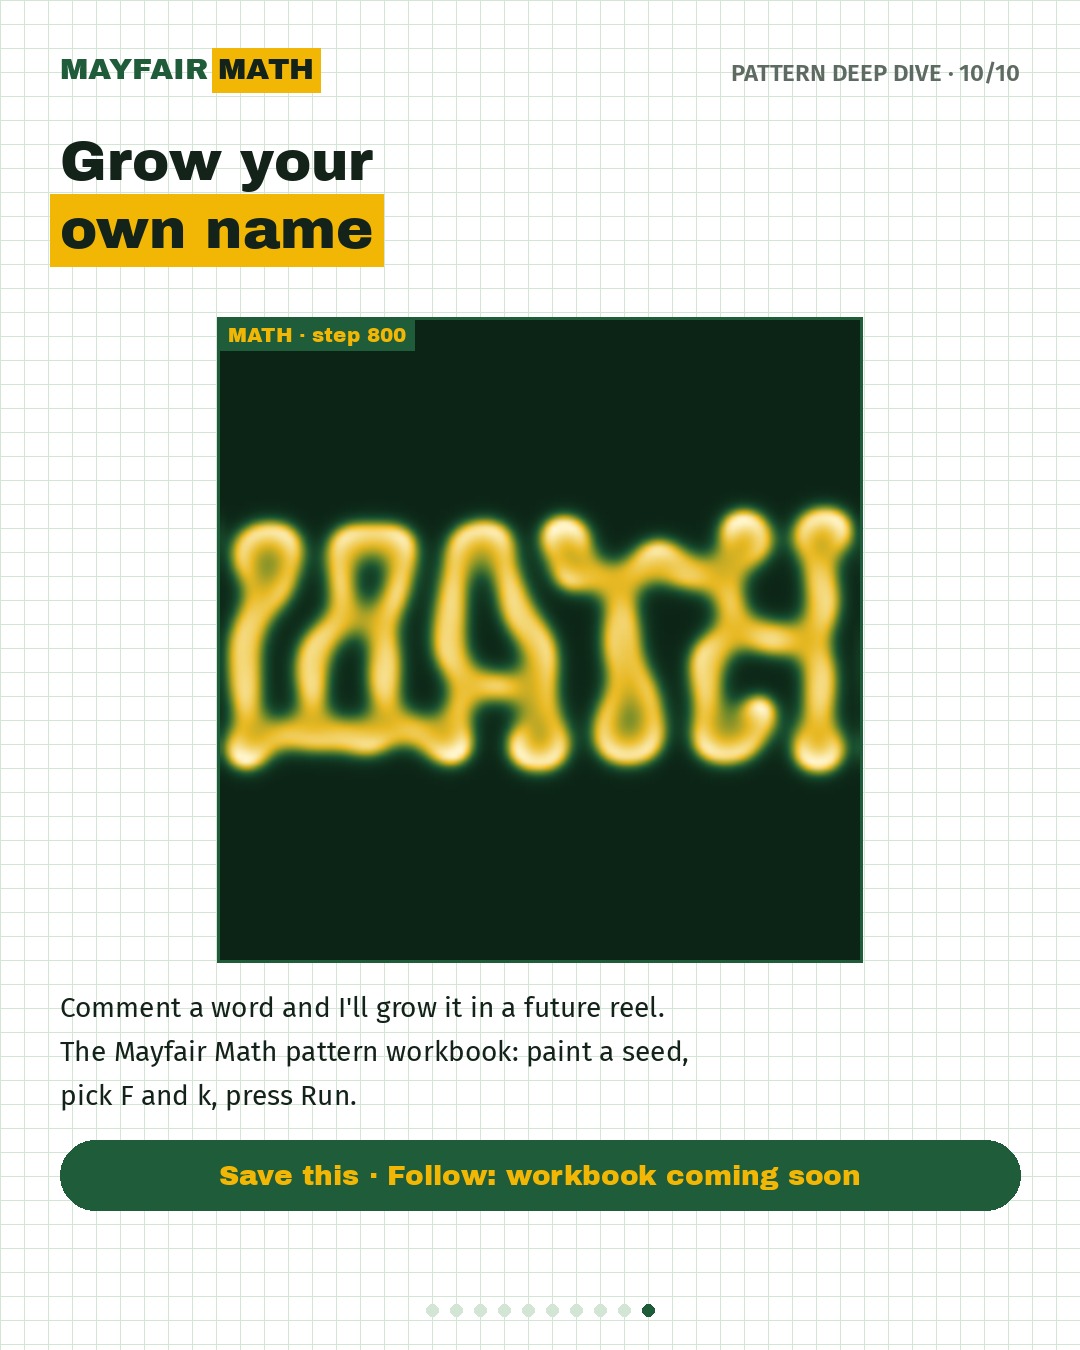 MAYFAIR MATH
PATTERN DEEP DIVE · 10/10
Grow your
own name
MATH · step 800
MATH
Comment a word and I'll grow it in a future reel.
The Mayfair Math pattern workbook: paint a seed,
pick F and k, press Run.
Save this · Follow: workbook coming soon